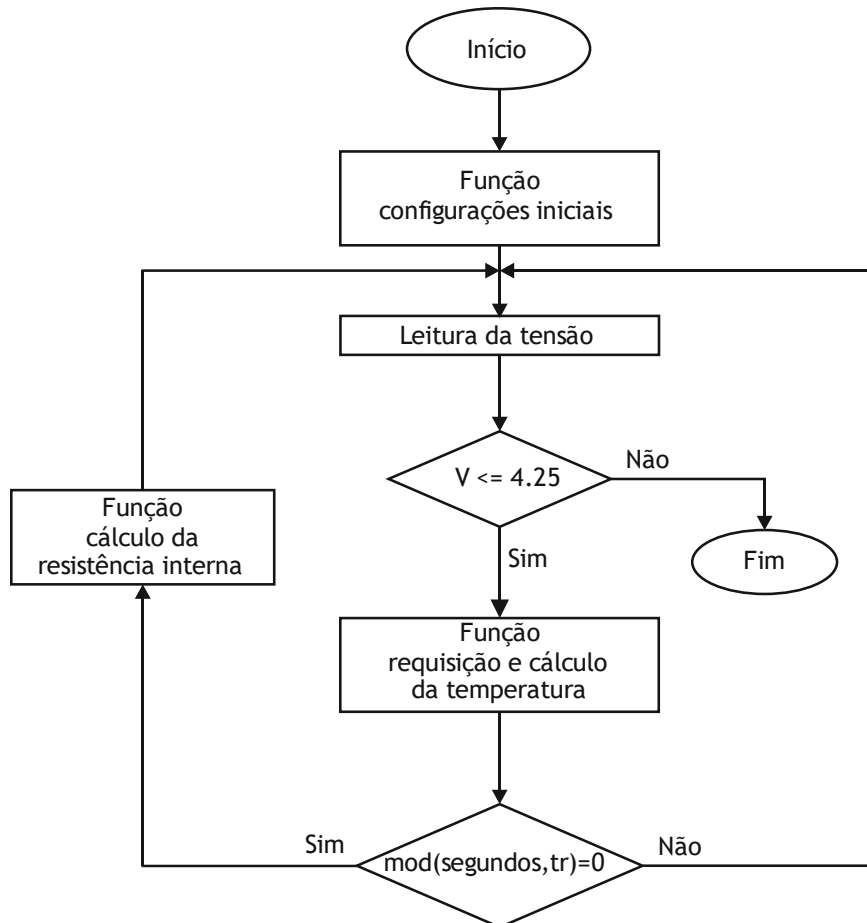 Início
Função
configurações iniciais
Leitura da tensão
V <= 4.25
Não
Fim
Sim
Função
cálculo da
resistência interna
Função
requisição e cálculo
da temperatura
Sim
mod(segundos,tr)=0
Não